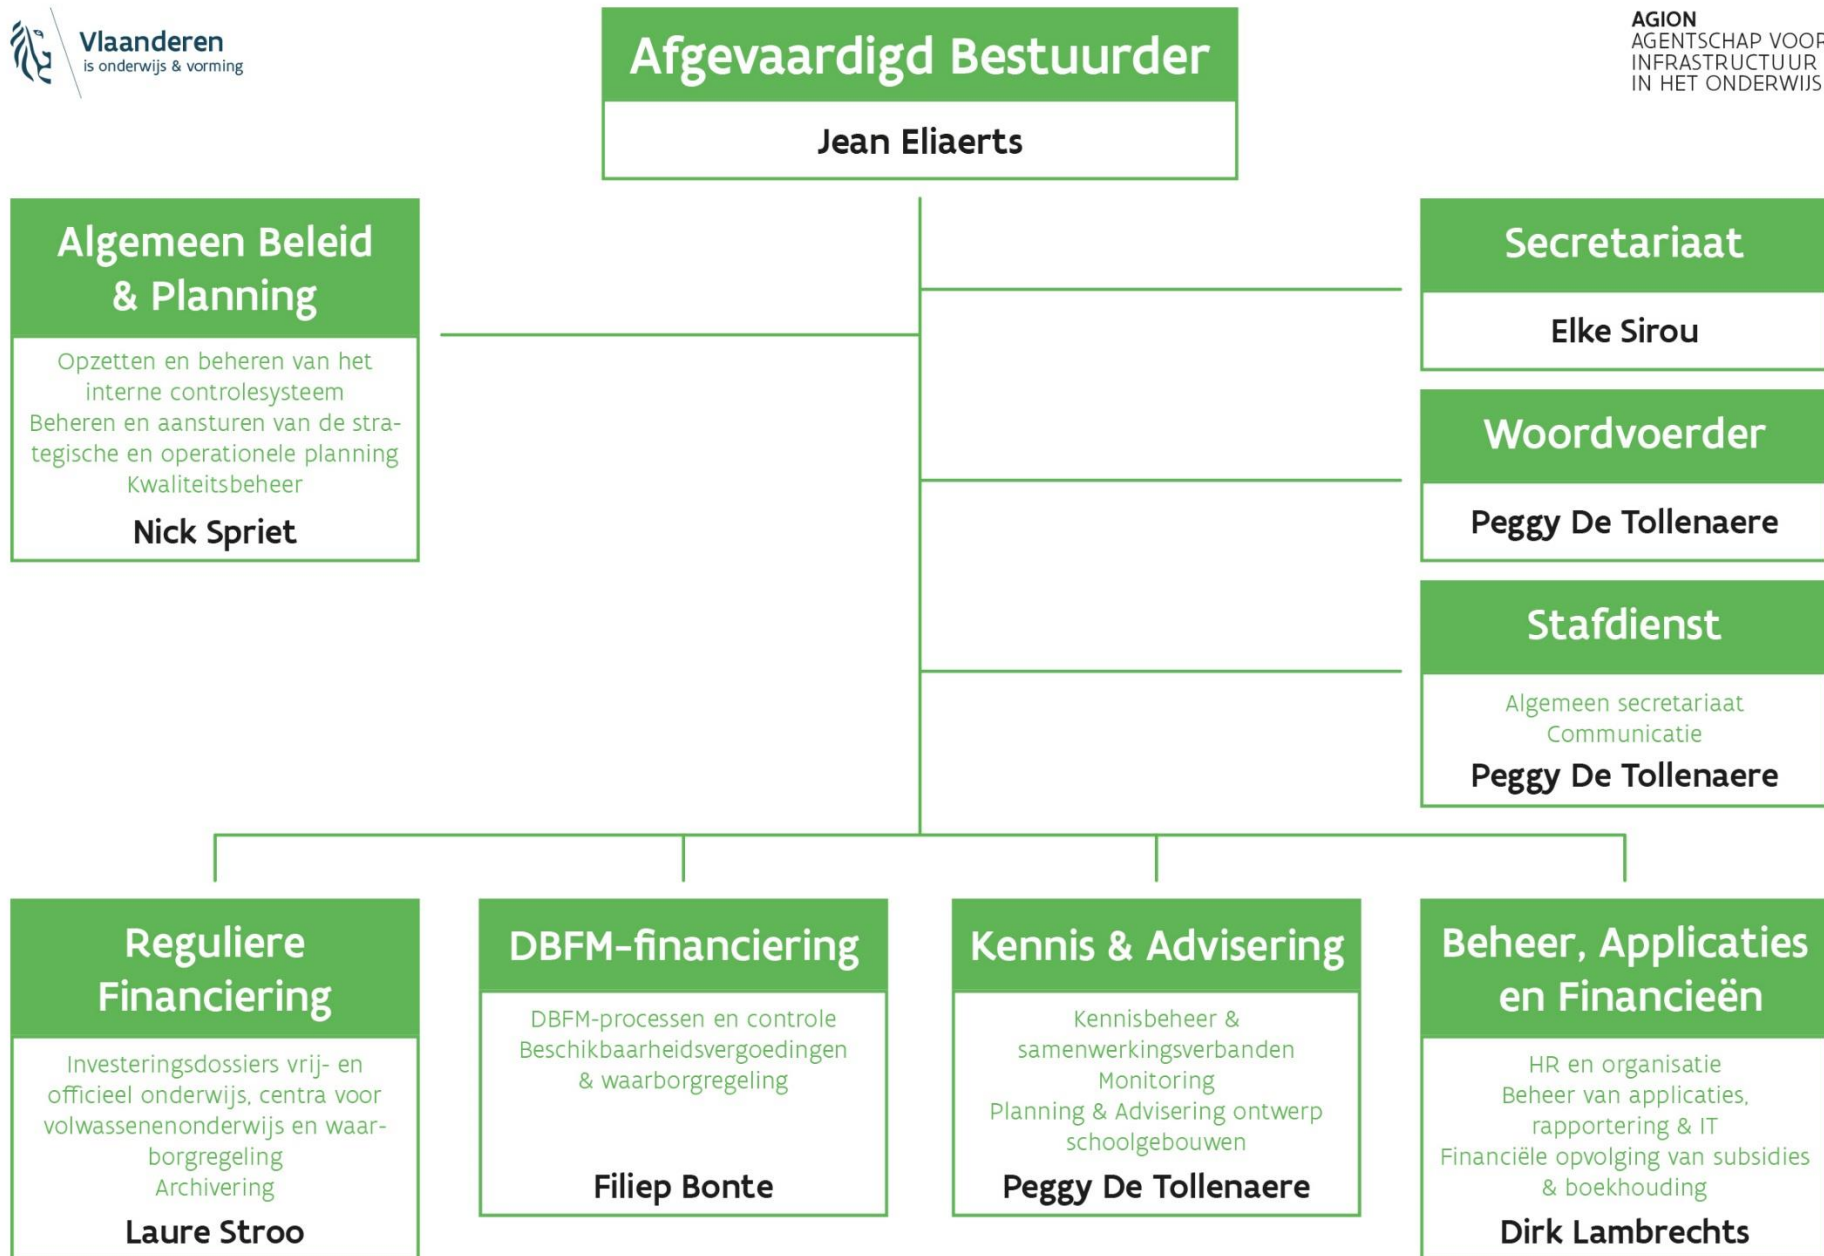 Vlaanderen
is onderwijs & vorming
Afgevaardigd Bestuurder
Jean Eliaerts
AGION
AGENTSCHAP VOOR
INFRASTRUCTUUR
IN HET ONDERWIJS
Algemeen Beleid
& Planning
Opzetten en beheren van het
interne controlesysteem
Beheren en aansturen van de stra-
tegische en operationele planning
Kwaliteitsbeheer
Nick Spriet
Secretariaat
Elke Sirou
Woordvoerder
Peggy De Tollenaere
Stafdienst
Algemeen secretariaat
Communicatie
Peggy De Tollenaere
Reguliere
Financiering
Investeringsdossiers vrij- en
officieel onderwijs, centra voor
volwassenenonderwijs en waar-
borgregeling
Archivering
Laure Stroo
DBFM-financiering
DBFM-processen en controle
Beschikbaarheidsvergoedingen
& waarborgregeling
Filiep Bonte
Kennis & Advisering
Kennisbeheer &
samenwerkingsverbanden
Monitoring
Planning & Advisering ontwerp
schoolgebouwen
Peggy De Tollenaere
Beheer, Applicaties
en Financieën
HR en organisatie
Beheer van applicaties,
rapportering & IT
Financiële opvolging van subsidies
& boekhouding
Dirk Lambrechts